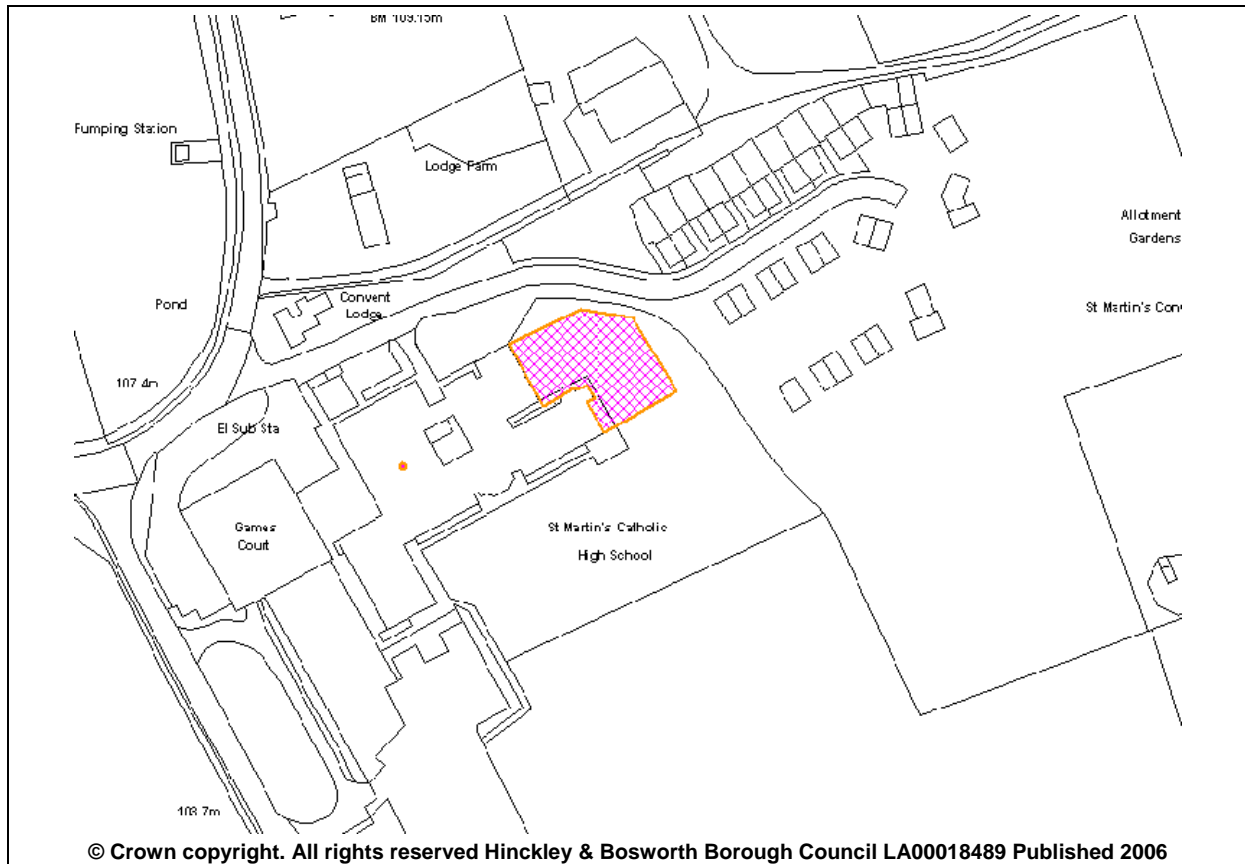 BM 109.15m
Pumping Station
Lodge Farm
Allotment
Gardens
Pond
Convent
Lodge
St Martin's Con
107.4m
El Sub Sta
Games
Court
St Martin's Catholic
High School
103.7m
© Crown copyright. All rights reserved Hinckley & Bosworth Borough Council LA00018489 Published 2006